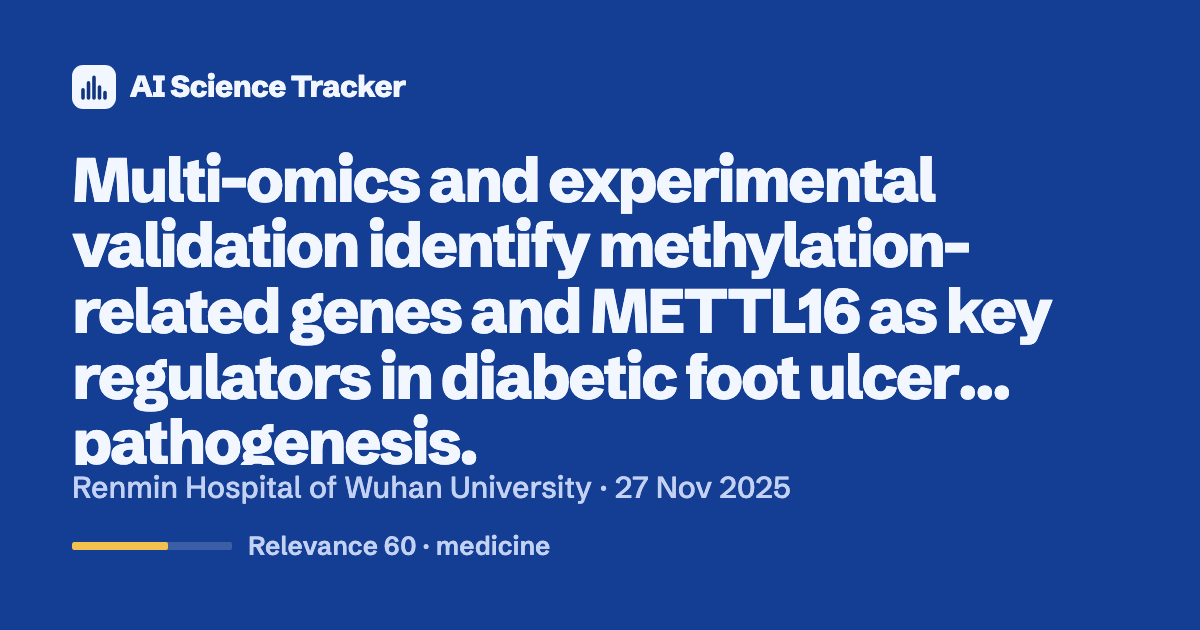 AI Science Tracker
Multi-omics and experimental
validation identify methylation-
related genes and METTL16 as key
regulators in diabetic foot ulcer...
pathogenesis.
Renmin Hospital of Wuhan University · 27 Nov 2025
Relevance 60 · medicine